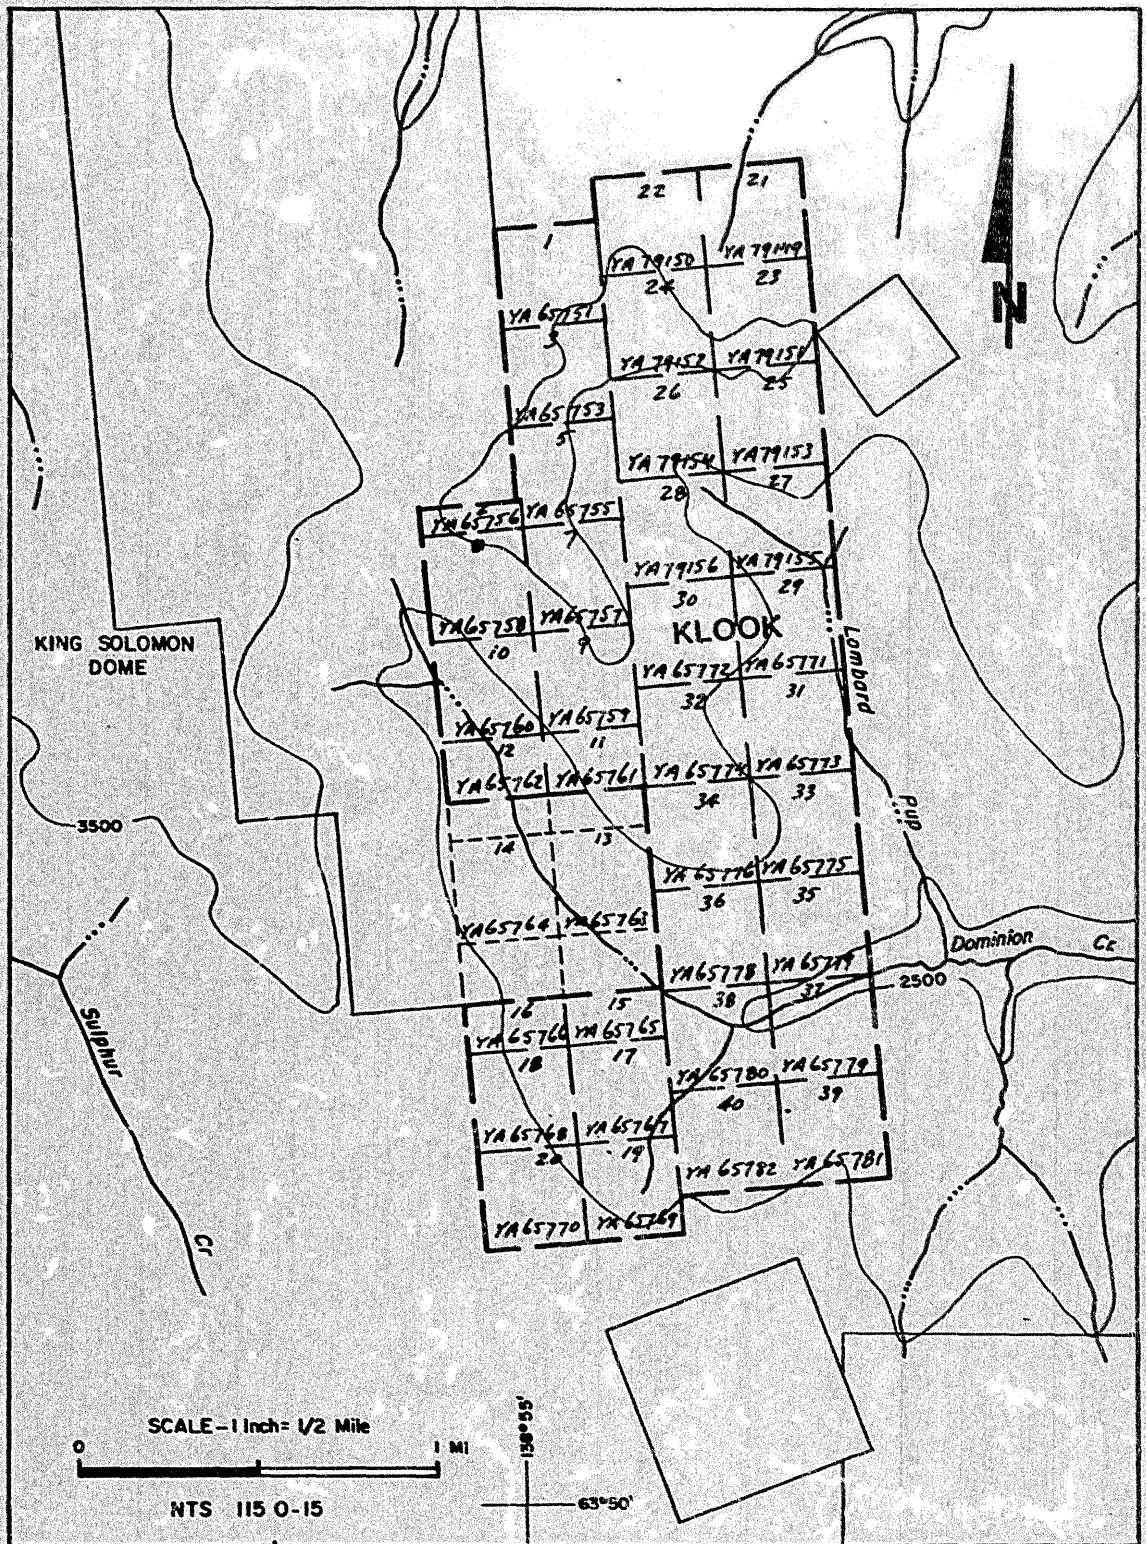 22
21
1
YA 79150
YA 79149
24
23
N
YA 65751
3
YA 79152
YA 79151
26
25
YA 65753
5
YA 79154
YA 79153
28
27
2
YA 65756
YA 65755
7
YA 79156
YA 79155
30
29
YA 65758
YA 65757
10
9
KLOOK
KING SOLOMON
DOME
Lombard
YA 65772
YA 65771
32
31
YA 65760
YA 65759
12
11
YA 65762
YA 65761
YA 65774
YA 65773
34
33
Pup
3500
14
13
YA 65776
YA 65775
36
35
YA 65764
YA 65763
Dominion
Cr
YA 65778
38
37
2500
16
15
Sulphur
YA 65766
YA 65765
18
17
YA 65780
YA 65779
40
39
YA 65768
YA 65767
20
19
YA 65782
YA 65781
YA 65770
YA 65769
Cr
SCALE - 1 Inch = 1/2 Mile
0
1 MI
138°55'
63°50'
NTS 115 O-15